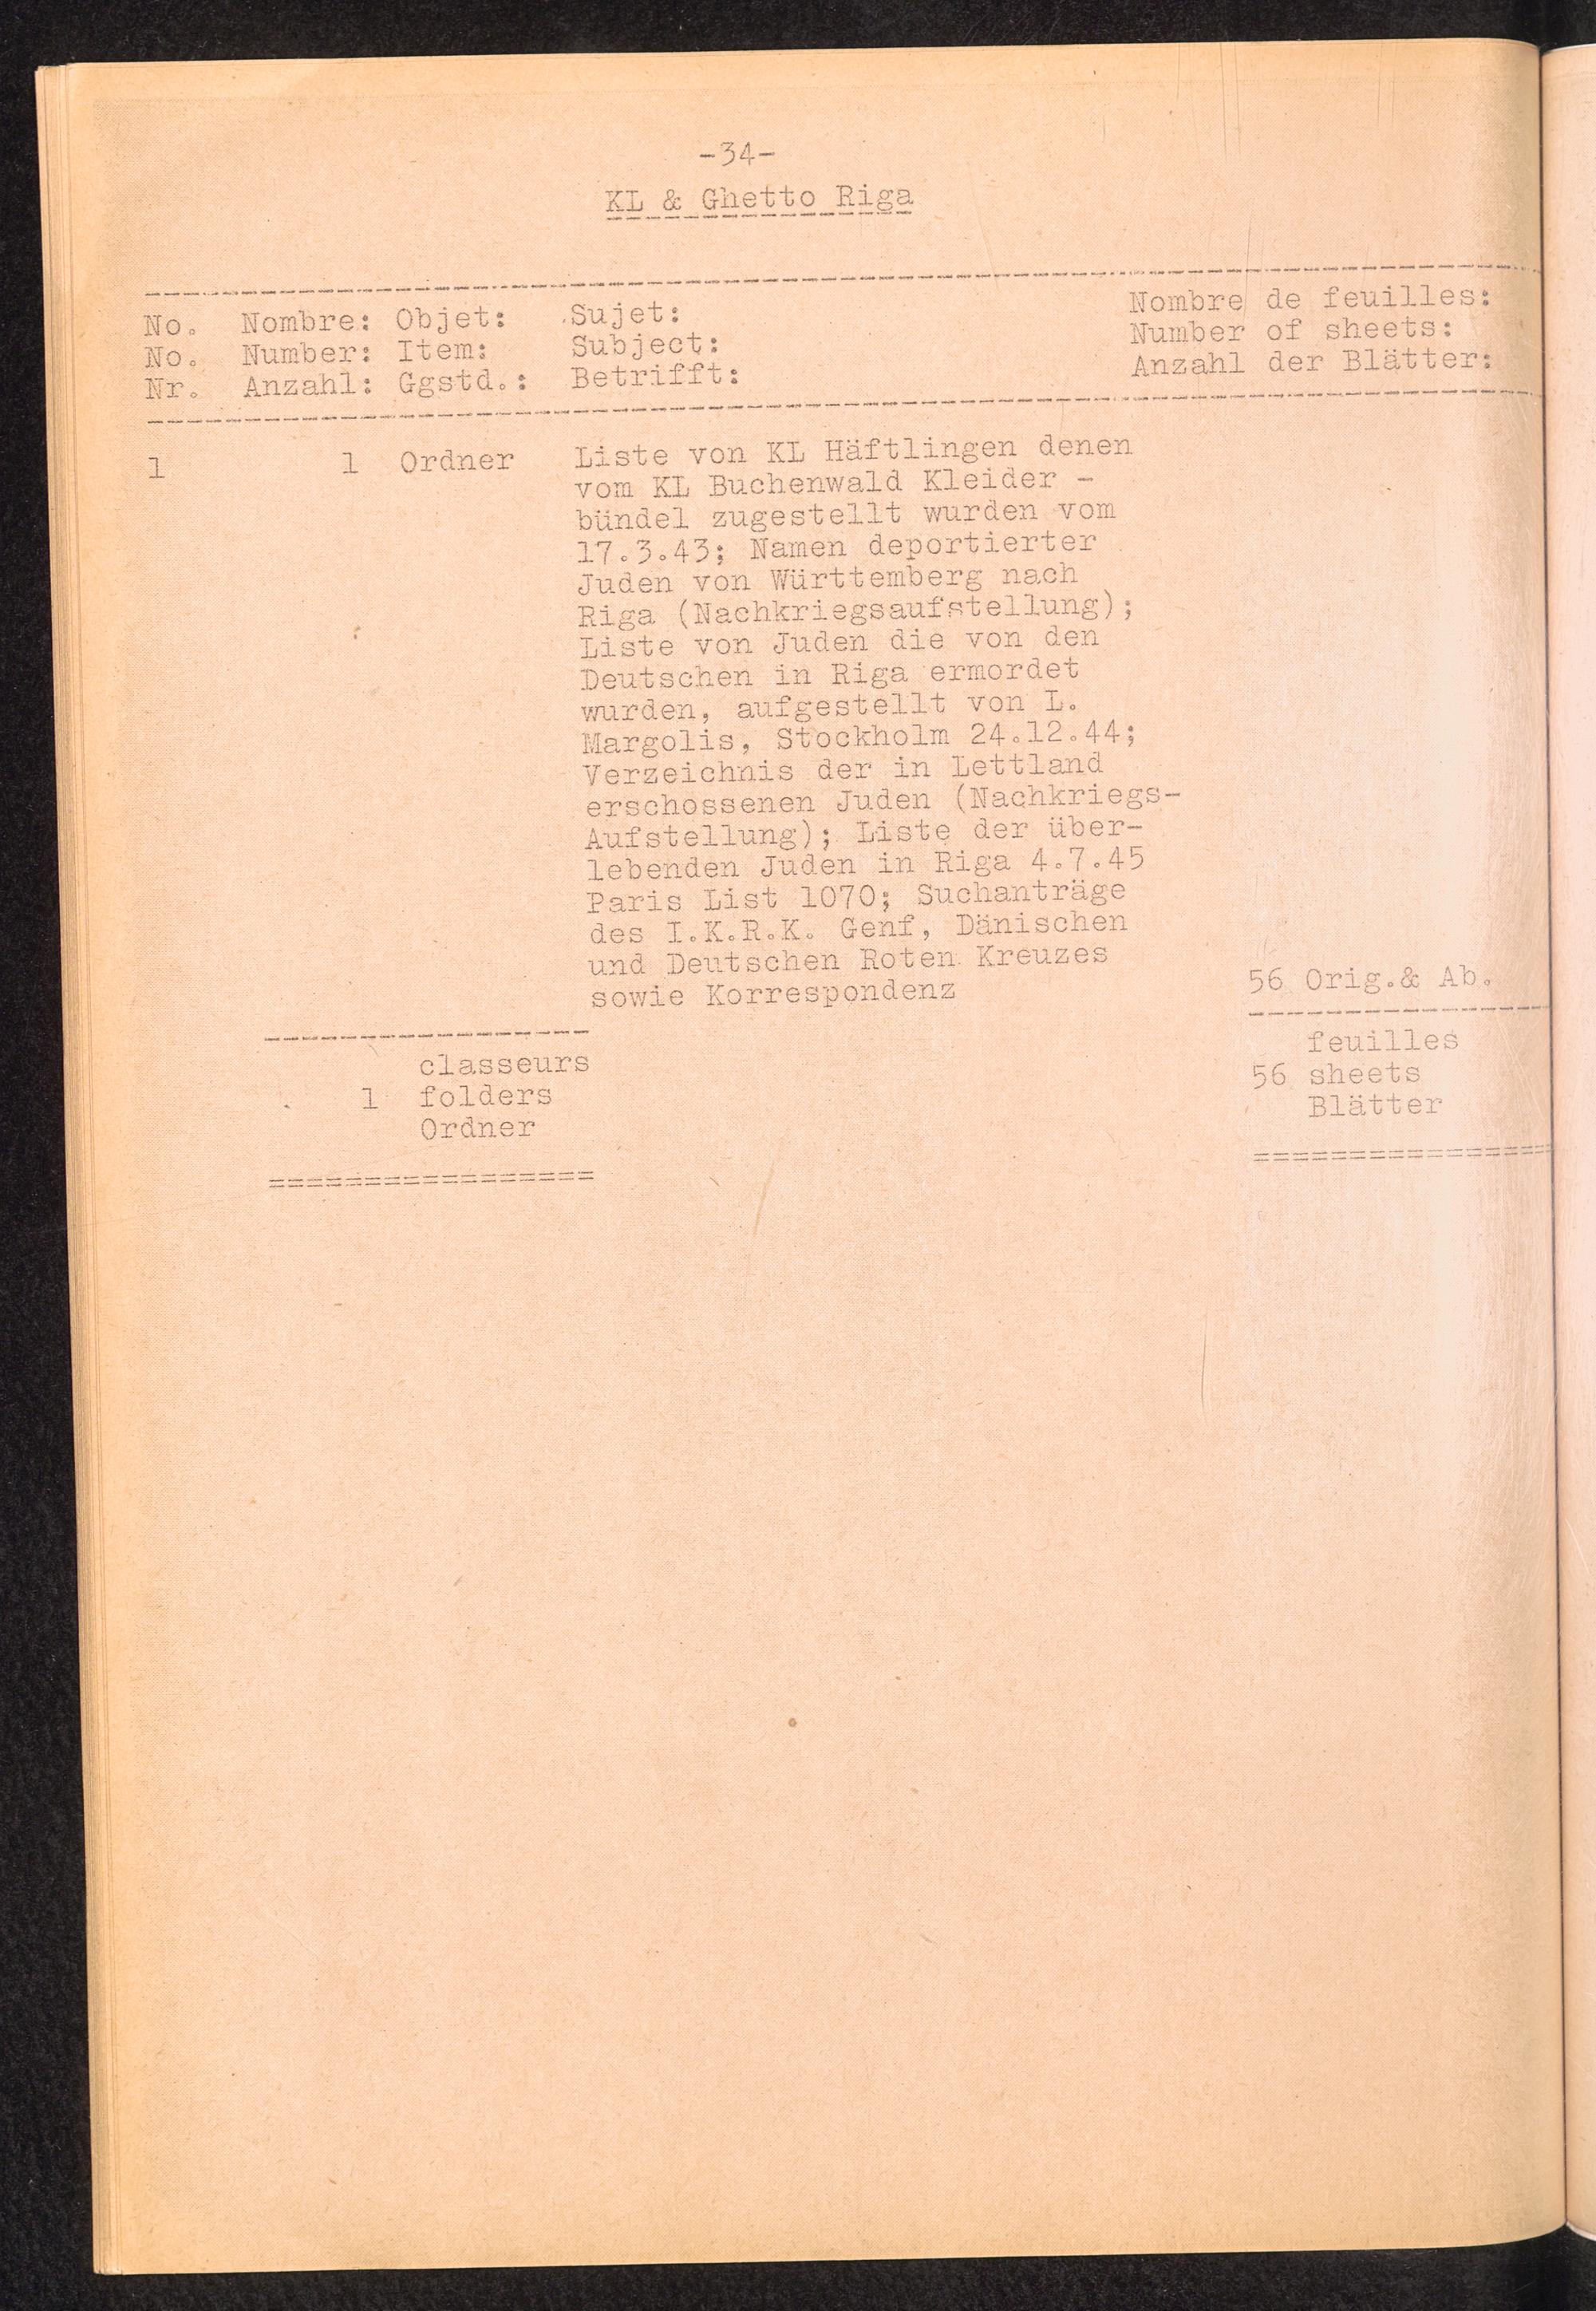 -34-
KL & Ghetto Riga
No. Nombre: Objet: Sujet: Nombre de feuilles:
No. Number: Item: Subject: Number of sheets:
Nr. Anzahl: Ggstd.: Betrifft: Anzahl der Blätter:
1 1 Ordner Liste von KL Häftlingen denen
vom KL Buchenwald Kleider -
bündel zugestellt wurden vom
17.3.43; Namen deportierter
Juden von Württemberg nach
Riga (Nachkriegsaufstellung);
Liste von Juden die von den
Deutschen in Riga ermordet
wurden, aufgestellt von L.
Margolis, Stockholm 24.12.44;
Verzeichnis der in Lettland
erschossenen Juden (Nachkriegs-
Aufstellung); Liste der über-
lebenden Juden in Riga 4.7.45
Paris List 1070; Suchanträge
des I.K.R.K. Genf, Dänischen
und Deutschen Roten Kreuzes
sowie Korrespondenz 56 Orig.& Ab.
classeurs feuilles
1 folders 56 sheets
Ordner Blätter